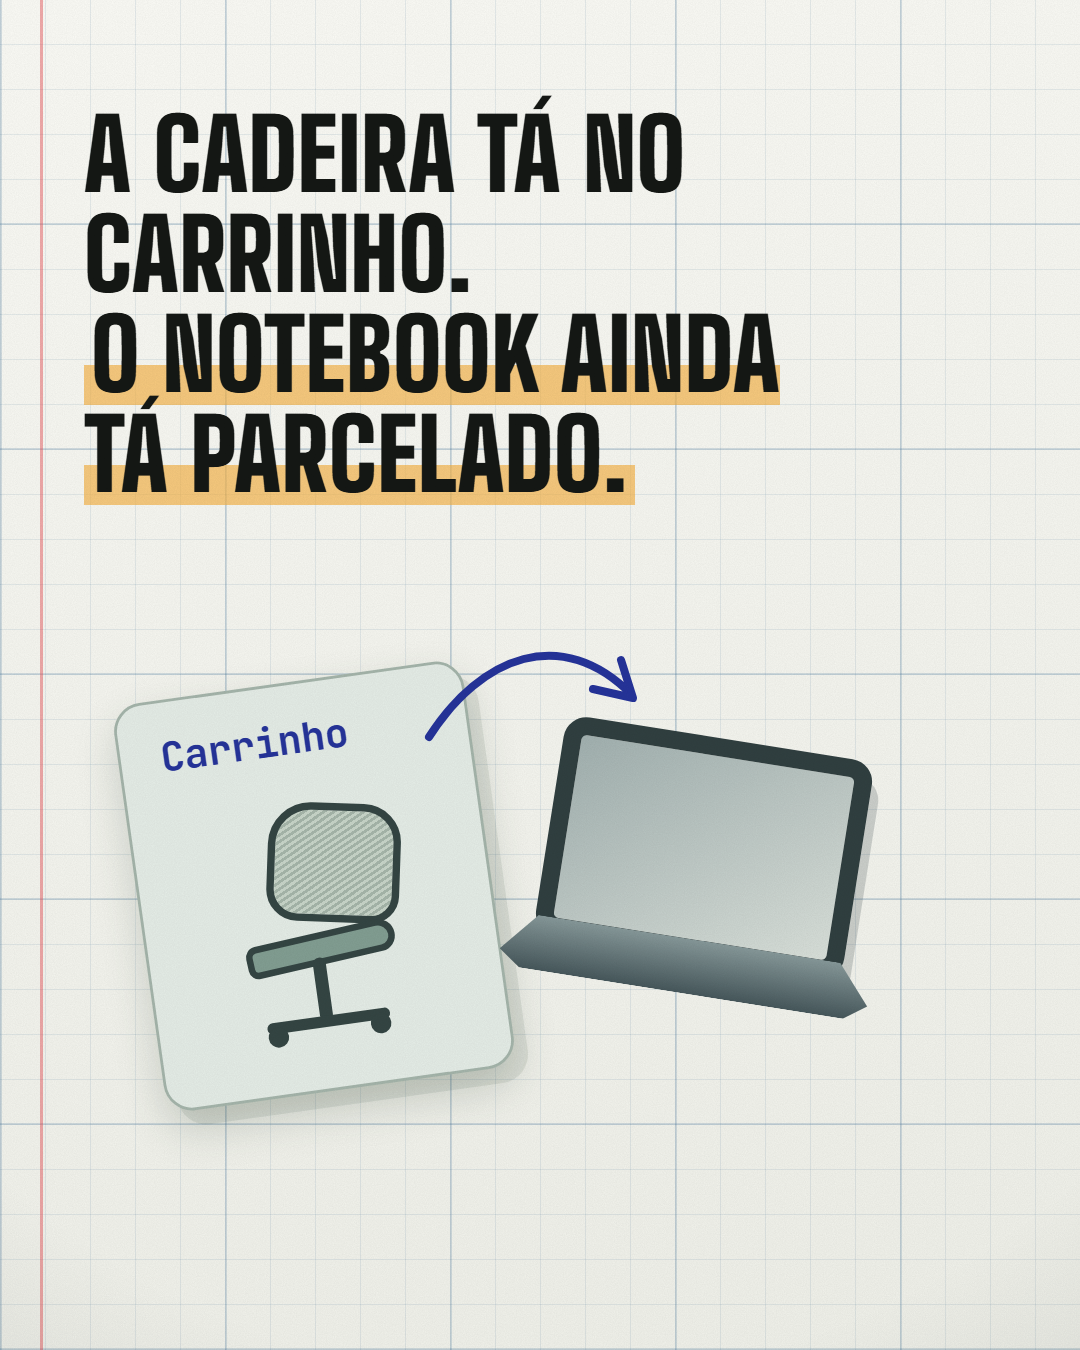 A CADEIRA TÁ NO
CARRINHO.
O NOTEBOOK AINDA
TÁ PARCELADO.
Carrinho